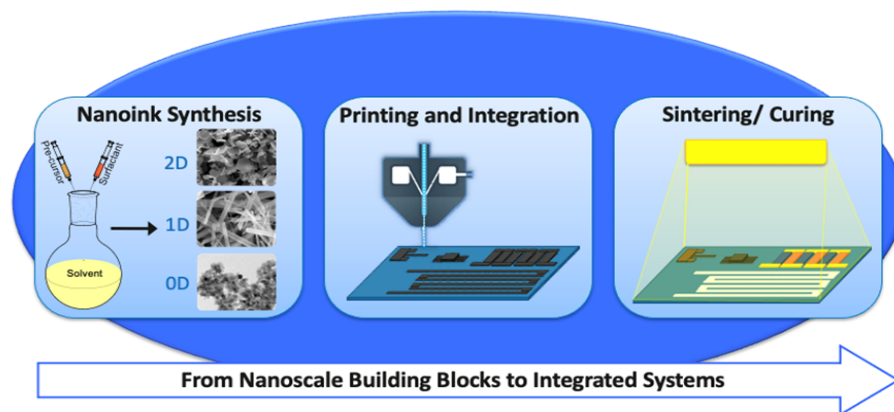 Nanoink Synthesis
Pre-cursor
Surfactant
Solvent
2D
1D
0D
Printing and Integration
Sintering/ Curing
From Nanoscale Building Blocks to Integrated Systems